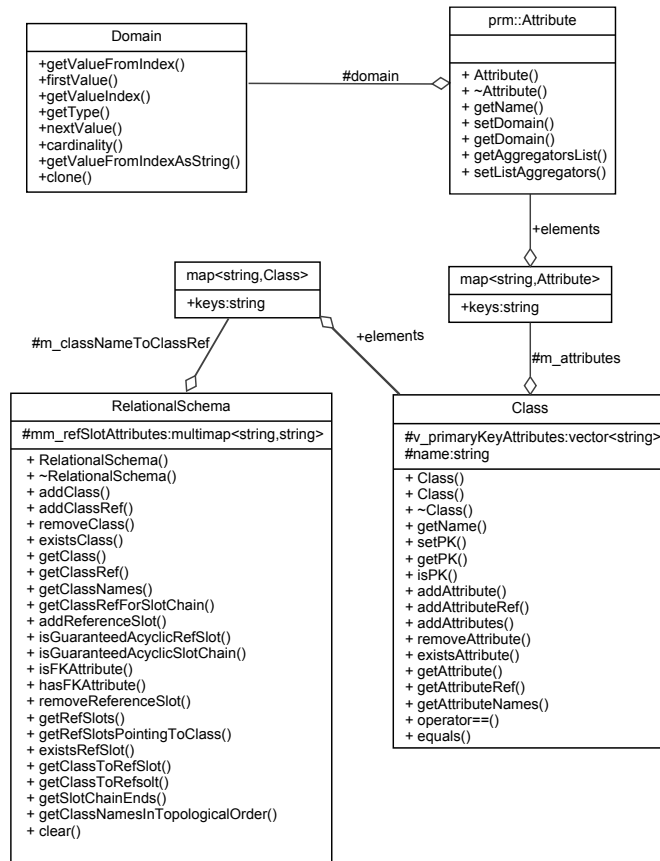 Domain
+getValueFromIndex()
+firstValue()
+getValueIndex()
+getType()
+nextValue()
+cardinality()
+getValueFromIndexAsString()
+clone()
#domain
prm::Attribute
+ Attribute()
+ ~Attribute()
+ getName()
+ setDomain()
+ getDomain()
+ getAggregatorsList()
+ setListAggregators()
+elements
map<string,Class>
+keys:string
map<string,Attribute>
+keys:string
#m_classNameToClassRef
+elements
#m_attributes
RelationalSchema
#mm_refSlotAttributes:multimap<string,string>
+ RelationalSchema()
+ ~RelationalSchema()
+ addClass()
+ addClassRef()
+ removeClass()
+ existsClass()
+ getClass()
+ getClassRef()
+ getClassNames()
+ getClassRefForSlotChain()
+ addReferenceSlot()
+ isGuaranteedAcyclicRefSlot()
+ isGuaranteedAcyclicSlotChain()
+ isFKAttribute()
+ hasFKAttribute()
+ removeReferenceSlot()
+ getRefSlots()
+ getRefSlotsPointingToClass()
+ existsRefSlot()
+ getClassToRefSlot()
+ getClassToRefsolt()
+ getSlotChainEnds()
+ getClassNamesInTopologicalOrder()
+ clear()
Class
#v_primaryKeyAttributes:vector<string>
#name:string
+ Class()
+ Class()
+ ~Class()
+ getName()
+ setPK()
+ getPK()
+ isPK()
+ addAttribute()
+ addAttributeRef()
+ addAttributes()
+ removeAttribute()
+ existsAttribute()
+ getAttribute()
+ getAttributeRef()
+ getAttributeNames()
+ operator==()
+ equals()